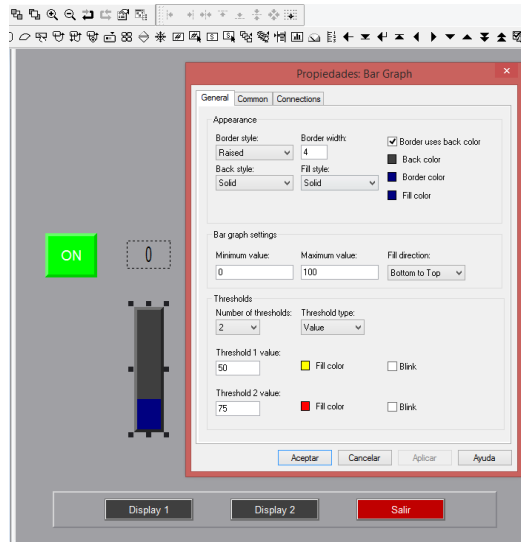 Propiedades: Bar Graph
×
General Common Connections
Appearance
Border style: Border width:
Raised 4 Border uses back color
Back style: Fill style: Back color
Solid Solid Border color
Fill color
Bar graph settings
Minimum value: Maximum value: Fill direction:
0 100 Bottom to Top
Thresholds
Number of thresholds: Threshold type:
2 Value
Threshold 1 value:
50 Fill color Blink
Threshold 2 value:
75 Fill color Blink
Aceptar Cancelar Aplicar Ayuda
ON 0
Display 1 Display 2 Salir